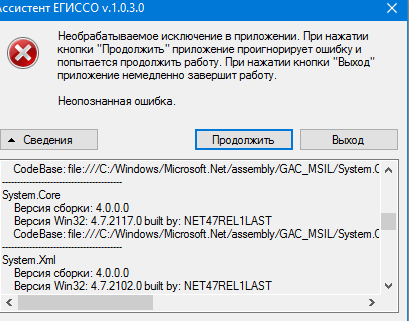 Ассистент ЕГИССО v.1.0.3.0
Необрабатываемое исключение в приложении. При нажатии
кнопки "Продолжить" приложение проигнорирует ошибку и
попытается продолжить работу. При нажатии кнопки "Выход"
приложение немедленно завершит работу.
Неопознанная ошибка.
Сведения
Продолжить
Выход
CodeBase: file:///C:/Windows/Microsoft.Net/assembly/GAC_MSIL/System.C
----------------------------------------
System.Core
Версия сборки: 4.0.0.0
Версия Win32: 4.7.2117.0 built by: NET47REL1LAST
CodeBase: file:///C:/Windows/Microsoft.Net/assembly/GAC_MSIL/System.C
----------------------------------------
System.Xml
Версия сборки: 4.0.0.0
Версия Win32: 4.7.2102.0 built by: NET47REL1LAST